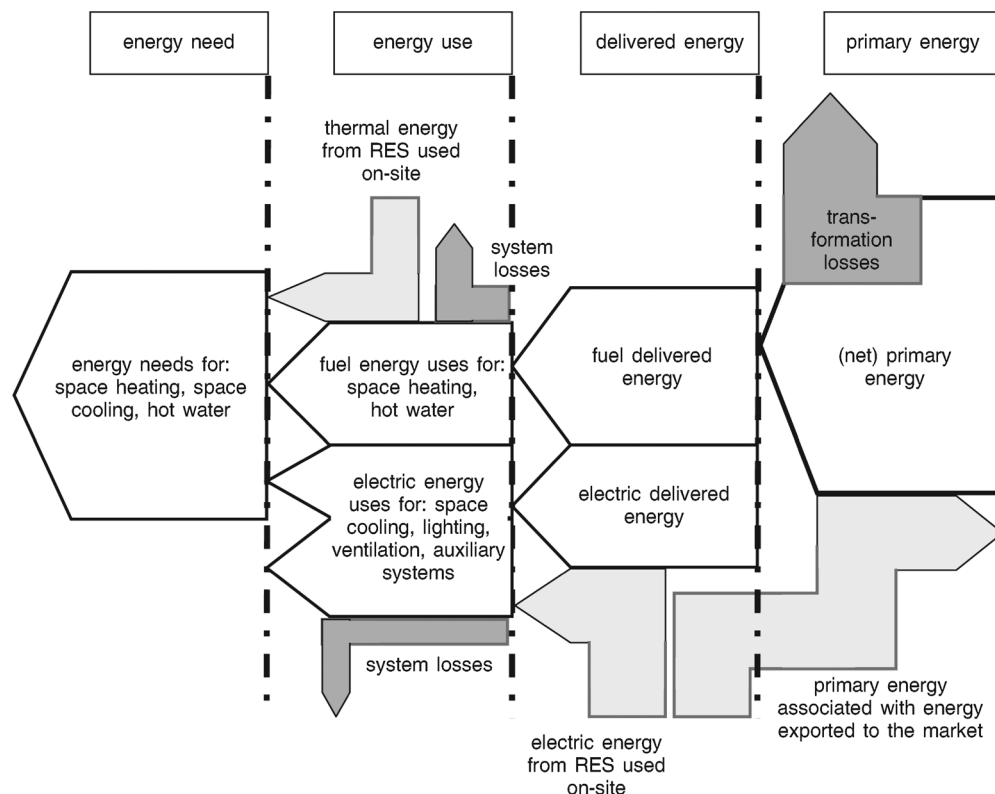 energy need
energy use
delivered energy
primary energy
thermal energy
from RES used
on-site
system
losses
trans-
formation
losses
energy needs for:
space heating, space
cooling, hot water
fuel energy uses for:
space heating,
hot water
fuel delivered
energy
(net) primary
energy
electric energy
uses for: space
cooling, lighting,
ventilation, auxiliary
systems
electric delivered
energy
system losses
electric energy
from RES used
on-site
primary energy
associated with energy
exported to the market